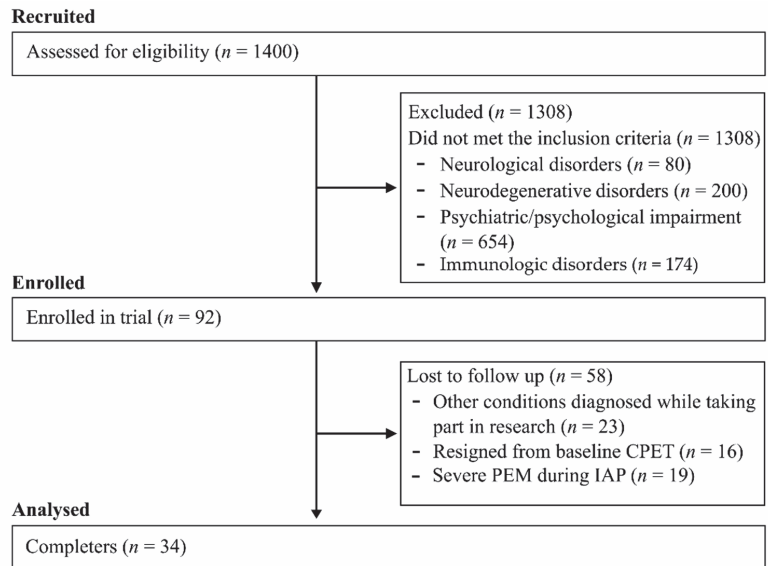 Recruited
Assessed for eligibility (n = 1400)
Excluded (n = 1308)
Did not met the inclusion criteria (n = 1308)
- Neurological disorders (n = 80)
- Neurodegenerative disorders (n = 200)
- Psychiatric/psychological impairment
(n = 654)
- Immunologic disorders (n = 174)
Enrolled
Enrolled in trial (n = 92)
Lost to follow up (n = 58)
- Other conditions diagnosed while taking
part in research (n = 23)
- Resigned from baseline CPET (n = 16)
- Severe PEM during IAP (n = 19)
Analysed
Completers (n = 34)